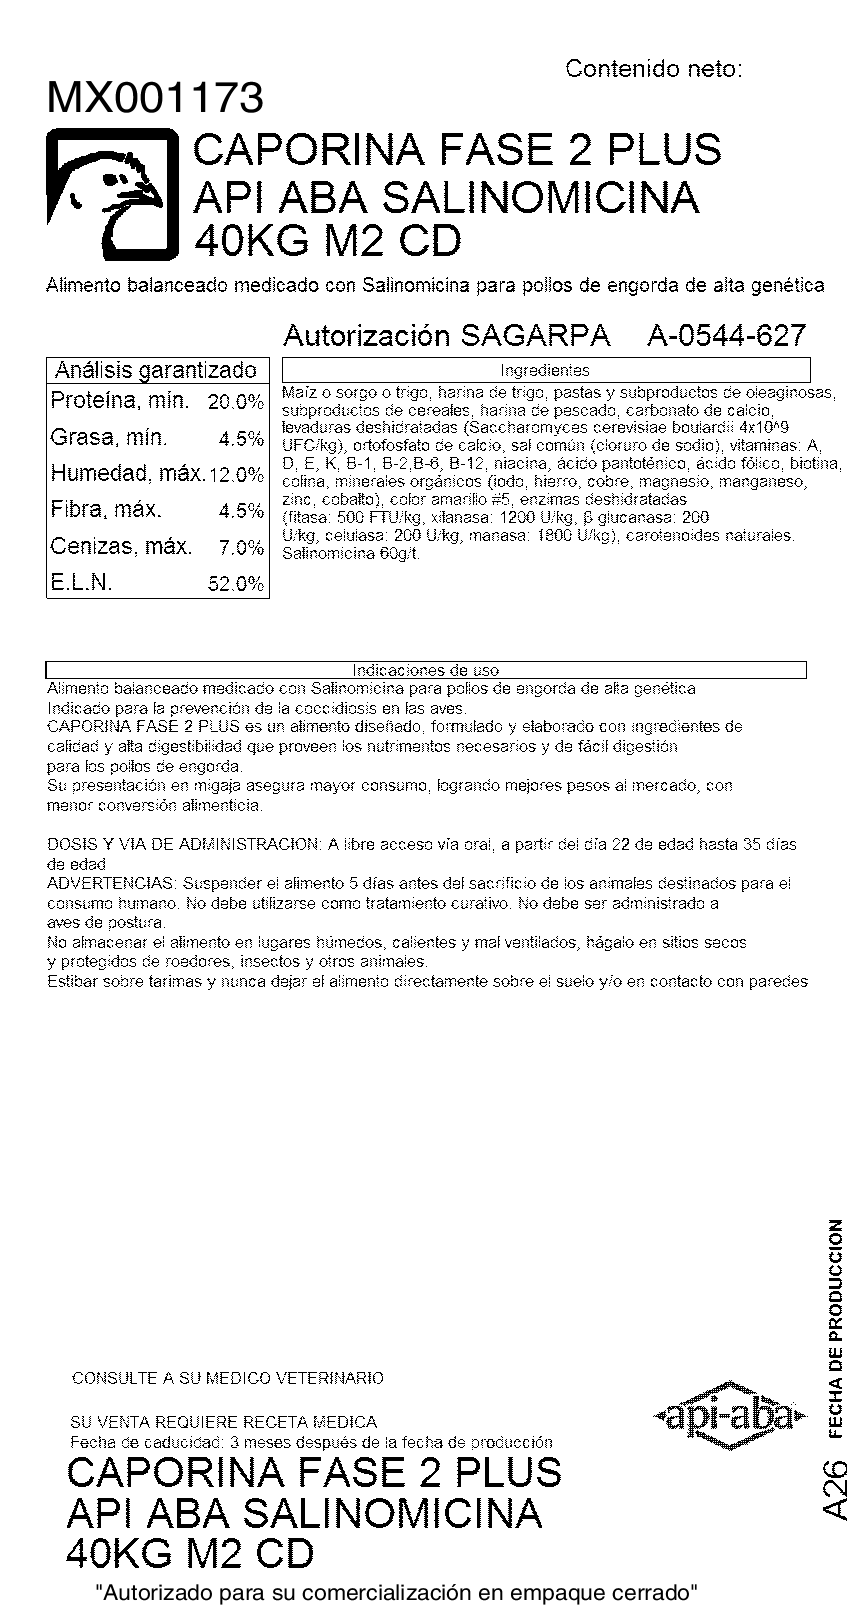 Contenido neto:
MX001173
CAPORINA FASE 2 PLUS
API ABA SALINOMICINA
40KG M2 CD
Alimento balanceado medicado con Salinomicina para pollos de engorda de alta genética
Autorización SAGARPA A-0544-627
Análisis garantizado
Proteína, mín. 20.0%
Grasa, mín. 4.5%
Humedad, máx. 12.0%
Fibra, máx. 4.5%
Cenizas, máx. 7.0%
E.L.N. 52.0%
Ingredientes
Maíz o sorgo o trigo, harina de trigo, pastas y subproductos de oleaginosas,
subproductos de cereales, harina de pescado, carbonato de calcio,
levaduras deshidratadas (Saccharomyces cerevisiae boulardii 4x10^9
UFC/kg), ortofosfato de calcio, sal común (cloruro de sodio), vitaminas: A,
D, E, K, B-1, B-2,B-6, B-12, niacina, ácido pantoténico, ácido fólico, biotina,
colina, minerales orgánicos (iodo, hierro, cobre, magnesio, manganeso,
zinc, cobalto), color amarillo #5, enzimas deshidratadas
(fitasa: 500 FTU/kg, xilanasa: 1200 U/kg, β glucanasa: 200
U/kg, celulasa: 200 U/kg, manasa: 1800 U/kg), carotenoides naturales.
Salinomicina 60g/t.
Indicaciones de uso
Alimento balanceado medicado con Salinomicina para pollos de engorda de alta genética
Indicado para la prevención de la coccidiosis en las aves.
CAPORINA FASE 2 PLUS es un alimento diseñado, formulado y elaborado con ingredientes de
calidad y alta digestibilidad que proveen los nutrimentos necesarios y de fácil digestión
para los pollos de engorda.
Su presentación en migaja asegura mayor consumo, logrando mejores pesos al mercado, con
menor conversión alimenticia.
DOSIS Y VIA DE ADMINISTRACION: A libre acceso vía oral, a partir del día 22 de edad hasta 35 días
de edad
ADVERTENCIAS: Suspender el alimento 5 días antes del sacrificio de los animales destinados para el
consumo humano. No debe utilizarse como tratamiento curativo. No debe ser administrado a
aves de postura.
No almacenar el alimento en lugares húmedos, calientes y mal ventilados, hágalo en sitios secos
y protegidos de roedores, insectos y otros animales.
Estibar sobre tarimas y nunca dejar el alimento directamente sobre el suelo y/o en contacto con paredes
FECHA DE PRODUCCION
A26
CONSULTE A SU MEDICO VETERINARIO
api-aba
SU VENTA REQUIERE RECETA MEDICA
Fecha de caducidad: 3 meses después de la fecha de producción
CAPORINA FASE 2 PLUS
API ABA SALINOMICINA
40KG M2 CD
"Autorizado para su comercialización en empaque cerrado"